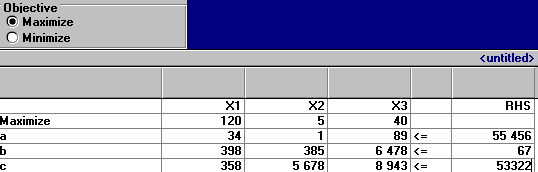 Objective
Maximize
Minimize
<untitled>
X1 X2 X3 RHS
Maximize 120 5 40
a 34 1 89 <= 55 456
b 398 385 6 478 <= 67
c 358 5 678 8 943 <= 53322